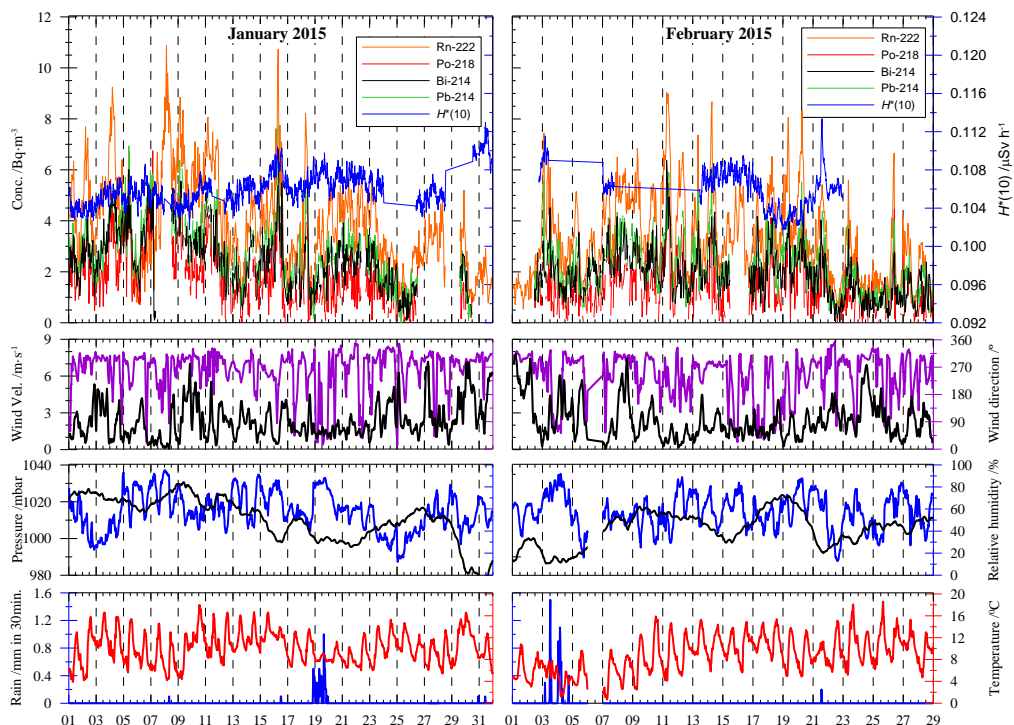 January 2015
Rn-222
Po-218
Bi-214
Pb-214
H*(10)
February 2015
Rn-222
Po-218
Bi-214
Pb-214
H*(10)
Conc. /Bq·m⁻³
12
10
8
6
4
2
0
H*(10) /µSv h⁻¹
0.124
0.120
0.116
0.112
0.108
0.104
0.100
0.096
0.092
Wind Vel. /m·s⁻¹
9
6
3
0
Wind direction /º
360
270
180
90
0
Pressure /mbar
1040
1020
1000
980
Relative humidity /%
100
80
60
40
20
0
Rain /mm in 30min.
1.6
1.2
0.8
0.4
0
Temperature /ºC
20
16
12
8
4
0
01 03 05 07 09 11 13 15 17 19 21 23 25 27 29 31
01 03 05 07 09 11 13 15 17 19 21 23 25 27 29